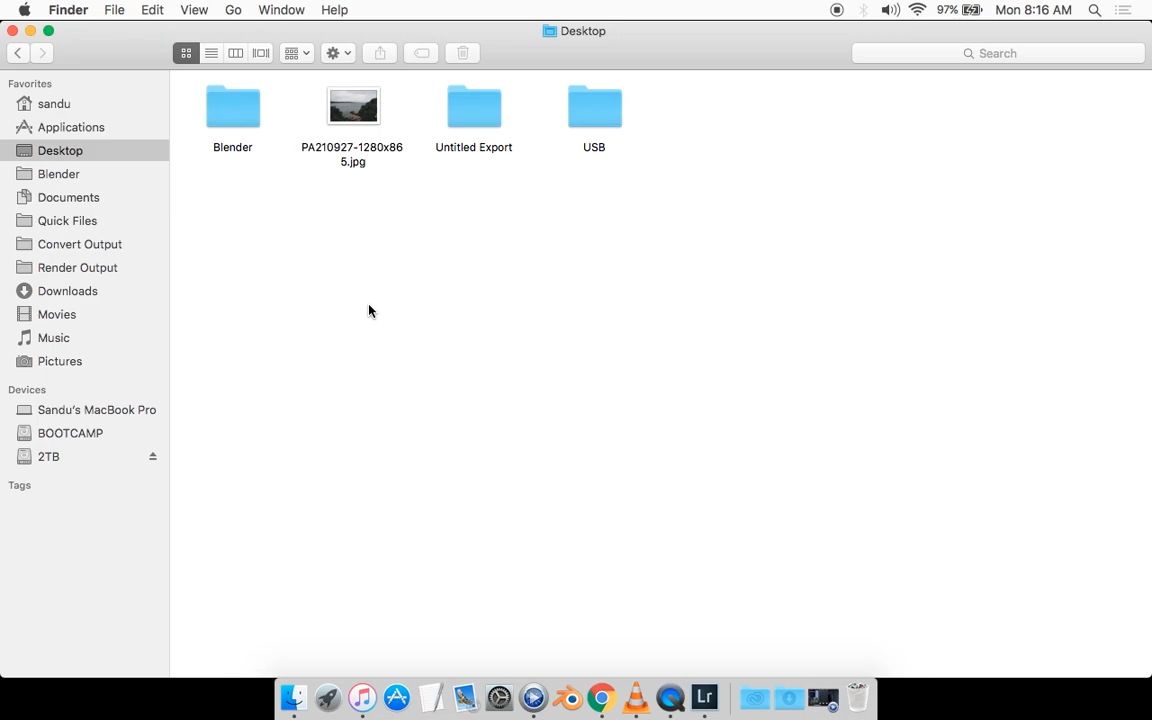 Finder File Edit View Go Window Help 97% Mon 8:16 AM
Desktop
Search
Favorites
sandu
Applications
Desktop
Blender
Documents
Quick Files
Convert Output
Render Output
Downloads
Movies
Music
Pictures
Devices
Sandu's MacBook Pro
BOOTCAMP
2TB
Tags
Blender
PA210927-1280x86
5.jpg
Untitled Export
USB
Lr